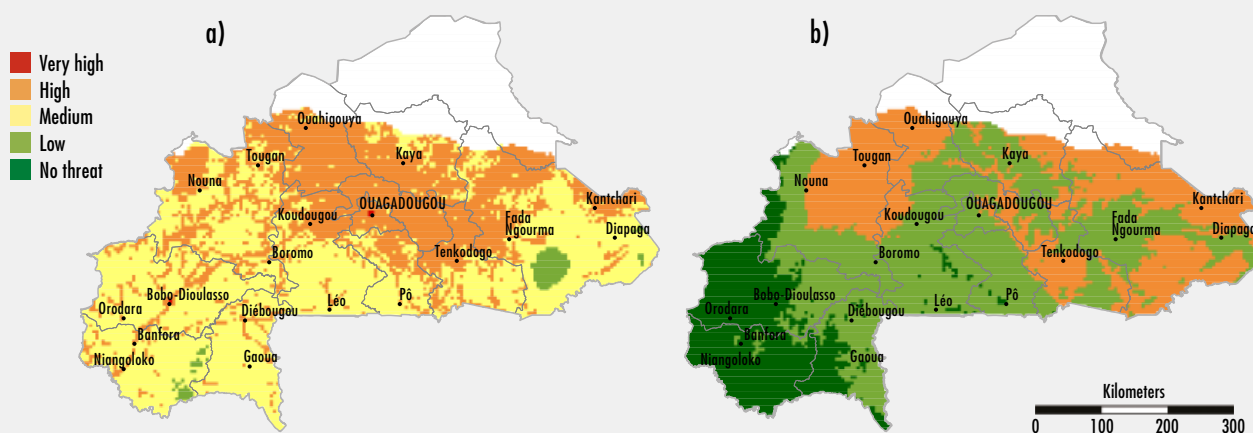 a)
b)
Very high
High
Medium
Low
No threat
Ouahigouya
Tougan
Kaya
Nouna
OUAGADOUGOU
Koudougou
Kantchari
Fada
Ngourma
Diapaga
Boromo
Tenkodogo
Bobo-Dioulasso
Orodara
Léo
Pô
Diébougou
Banfora
Niangoloko
Gaoua
Ouahigouya
Tougan
Kaya
Nouna
OUAGADOUGOU
Koudougou
Kantchari
Fada
Ngourma
Diapaga
Boromo
Tenkodogo
Bobo-Dioulasso
Orodara
Léo
Pô
Diébougou
Banfora
Niangoloko
Gaoua
Kilometers
0 100 200 300